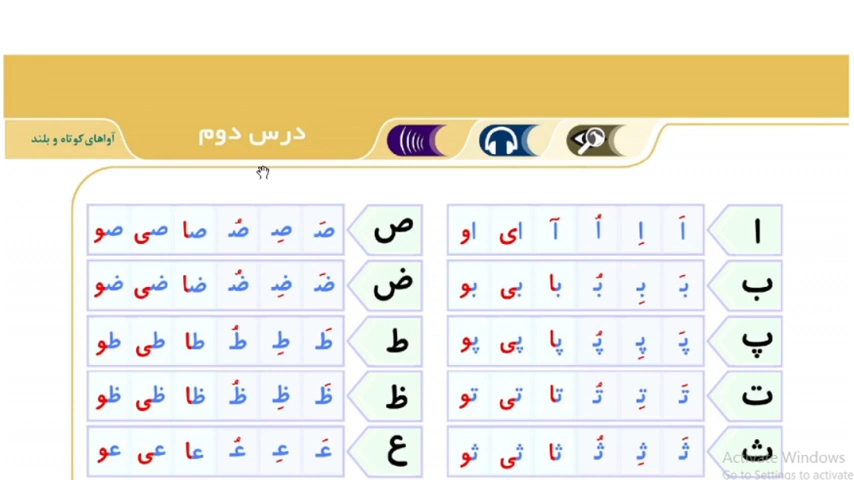 درس دوم
آواهای کوتاه و بلند
ا اَ اِ اُ آ ای او
ص صَ صِ صُ صا صی صو
ب بَ بِ بُ با بی بو
ض ضَ ضِ ضُ ضا ضی ضو
پ پَ پِ پُ پا پی پو
ط طَ طِ طُ طا طی طو
ت تَ تِ تُ تا تی تو
ظ ظَ ظِ ظُ ظا ظی ظو
ث ثَ ثِ ثُ ثا ثی ثو
ع عَ عِ عُ عا عی عو
Activate Windows
Go to Settings to activate